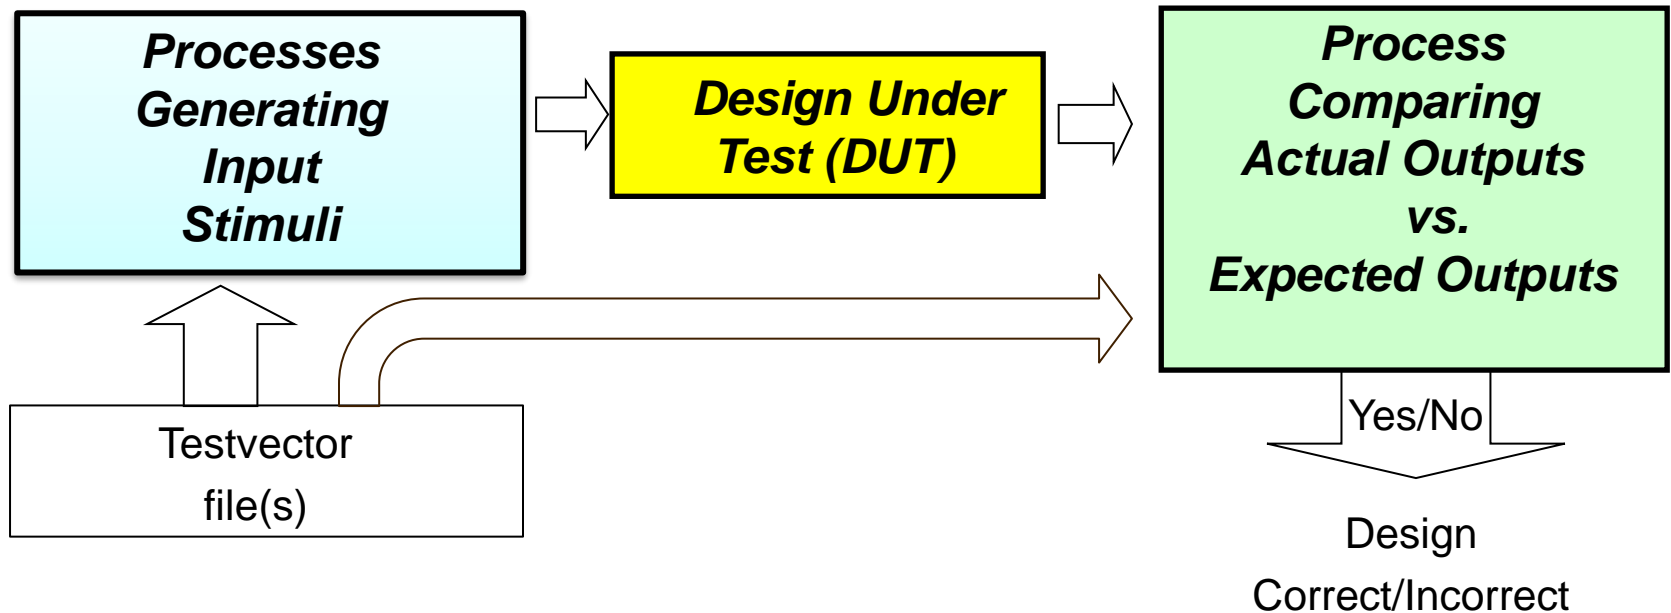 Processes
Generating
Input
Stimuli
Design Under
Test (DUT)
Process
Comparing
Actual Outputs
vs.
Expected Outputs
Testvector
file(s)
Yes/No
Design
Correct/Incorrect